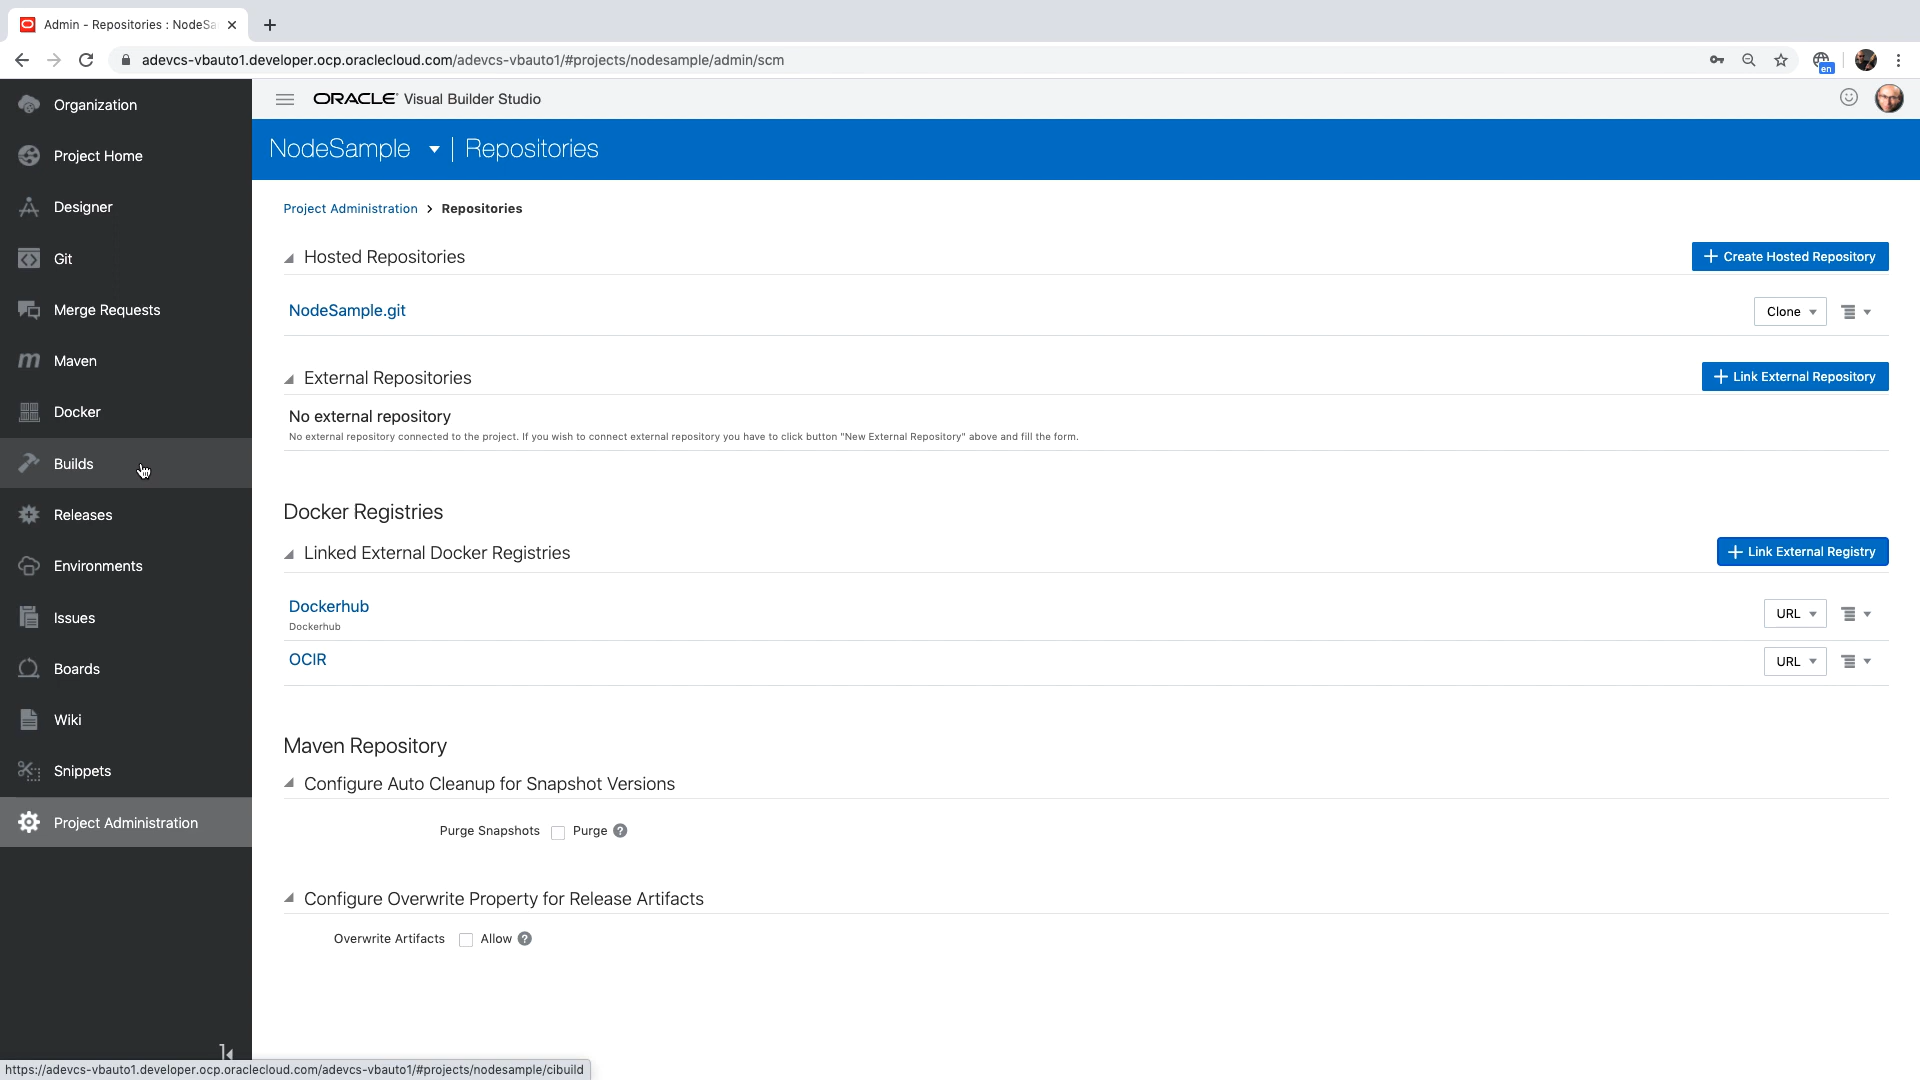 Admin - Repositories : NodeSa
adevcs-vbauto1.developer.ocp.oraclecloud.com/adevcs-vbauto1/#projects/nodesample/admin/scm
en
Organization
Project Home
Designer
Git
Merge Requests
Maven
Docker
Builds
Releases
Environments
Issues
Boards
Wiki
Snippets
Project Administration
ORACLE Visual Builder Studio
NodeSample | Repositories
Project Administration > Repositories
Hosted Repositories
+ Create Hosted Repository
NodeSample.git
Clone
External Repositories
+ Link External Repository
No external repository
No external repository connected to the project. If you wish to connect external repository you have to click button "New External Repository" above and fill the form.
Docker Registries
Linked External Docker Registries
+ Link External Registry
Dockerhub
Dockerhub
URL
OCIR
URL
Maven Repository
Configure Auto Cleanup for Snapshot Versions
Purge Snapshots Purge ?
Configure Overwrite Property for Release Artifacts
Overwrite Artifacts Allow ?
https://adevcs-vbauto1.developer.ocp.oraclecloud.com/adevcs-vbauto1/#projects/nodesample/cibuild